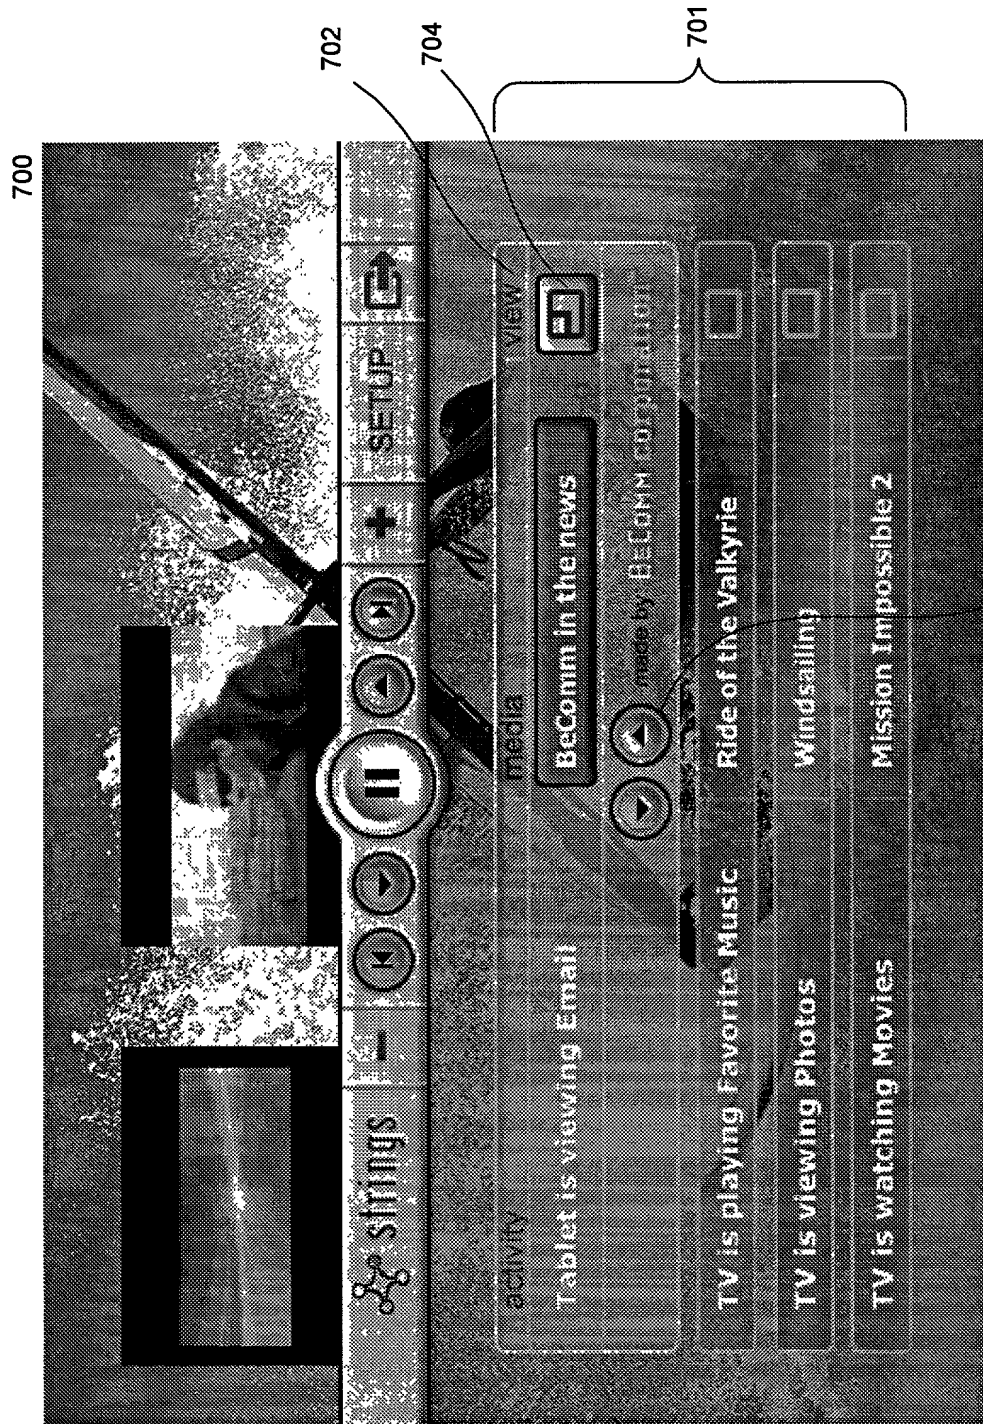 700
702
704
701
strings
SETUP
activity media view
Tablet is viewing Email BeComm in the news
made by BECOMM corporation
TV is playing Favorite Music Ride of the Valkyrie
TV is viewing Photos Windsailing
TV is watching Movies Mission Impossible 2